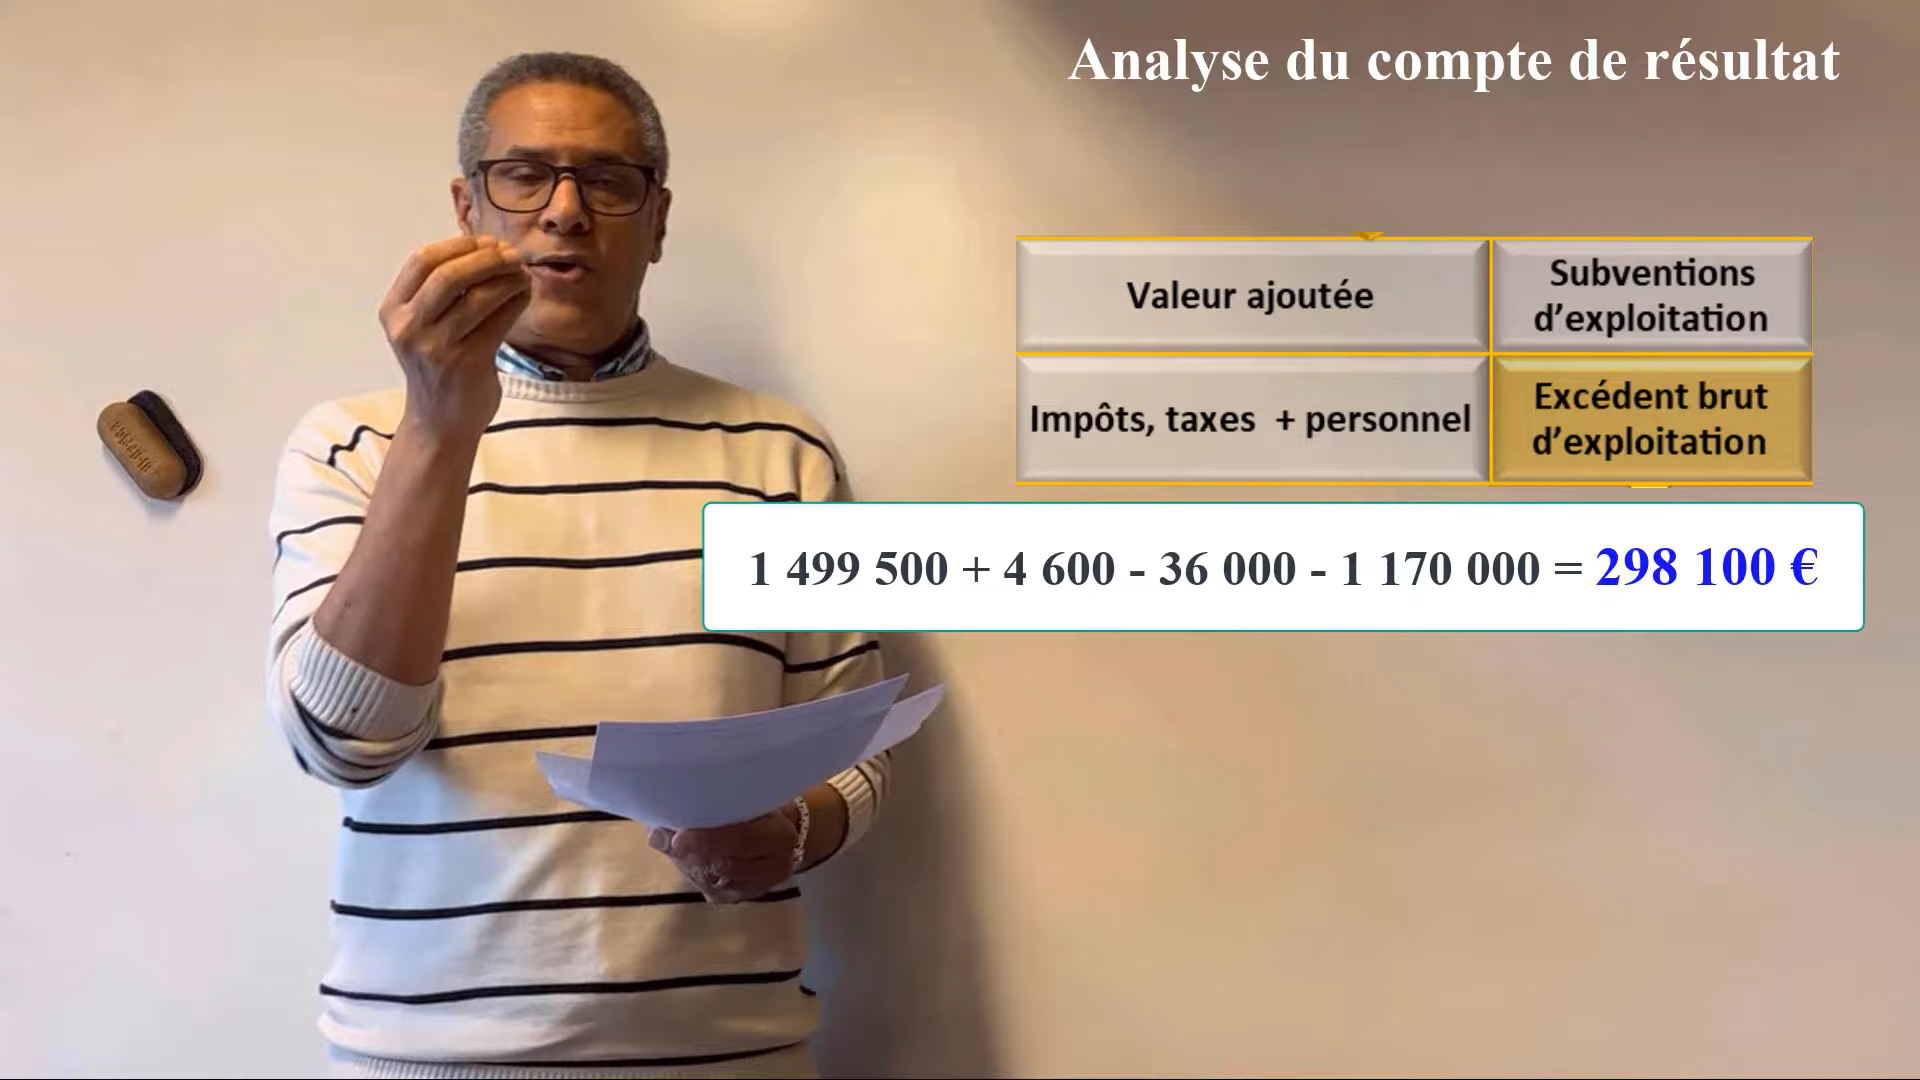 Analyse du compte de résultat
Valeur ajoutée
Subventions
d'exploitation
Impôts, taxes + personnel
Excédent brut
d'exploitation
1 499 500 + 4 600 - 36 000 - 1 170 000 = 298 100 €